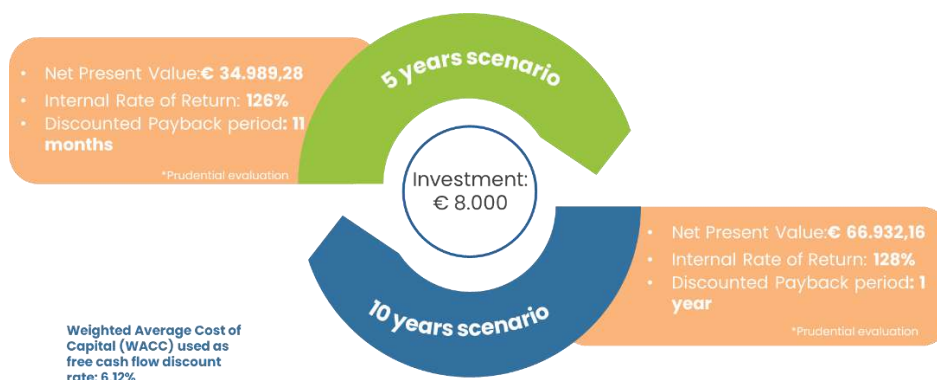 5 years scenario
• Net Present Value:€ 34.989,28
• Internal Rate of Return: 126%
• Discounted Payback period: 11
months
*Prudential evaluation
Investment:
€ 8.000
• Net Present Value:€ 66.932,16
• Internal Rate of Return: 128%
• Discounted Payback period: 1
year
*Prudential evaluation
10 years scenario
Weighted Average Cost of
Capital (WACC) used as
free cash flow discount
rate: 6,12%